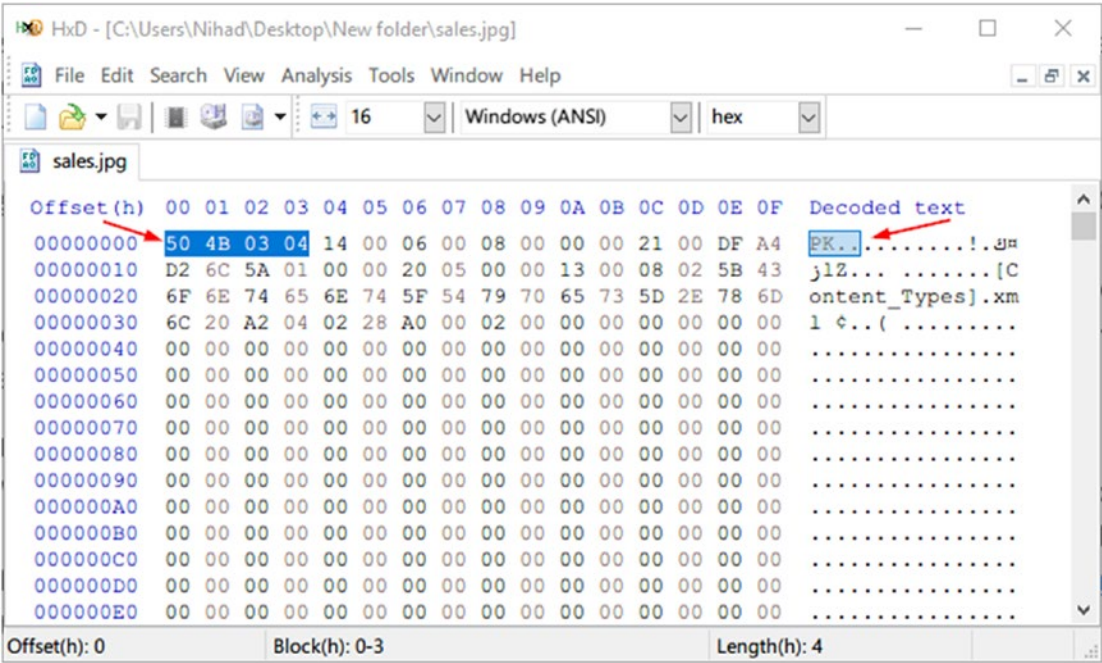 HxD - [C:\Users\Nihad\Desktop\New folder\sales.jpg]
File Edit Search View Analysis Tools Window Help
16 Windows (ANSI) hex
sales.jpg
Offset(h) 00 01 02 03 04 05 06 07 08 09 0A 0B 0C 0D 0E 0F Decoded text
00000000 50 4B 03 04 14 00 06 00 08 00 00 00 21 00 DF A4 PK..........!.ك¤
00000010 D2 6C 5A 01 00 00 20 05 00 00 13 00 08 02 5B 43 زlZ... .......[C
00000020 6F 6E 74 65 6E 74 5F 54 79 70 65 73 5D 2E 78 6D ontent_Types].xm
00000030 6C 20 A2 04 02 28 A0 00 02 00 00 00 00 00 00 00 l ¢..( .........
00000040 00 00 00 00 00 00 00 00 00 00 00 00 00 00 00 00 ................
00000050 00 00 00 00 00 00 00 00 00 00 00 00 00 00 00 00 ................
00000060 00 00 00 00 00 00 00 00 00 00 00 00 00 00 00 00 ................
00000070 00 00 00 00 00 00 00 00 00 00 00 00 00 00 00 00 ................
00000080 00 00 00 00 00 00 00 00 00 00 00 00 00 00 00 00 ................
00000090 00 00 00 00 00 00 00 00 00 00 00 00 00 00 00 00 ................
000000A0 00 00 00 00 00 00 00 00 00 00 00 00 00 00 00 00 ................
000000B0 00 00 00 00 00 00 00 00 00 00 00 00 00 00 00 00 ................
000000C0 00 00 00 00 00 00 00 00 00 00 00 00 00 00 00 00 ................
000000D0 00 00 00 00 00 00 00 00 00 00 00 00 00 00 00 00 ................
000000E0 00 00 00 00 00 00 00 00 00 00 00 00 00 00 00 00 ................
Offset(h): 0 Block(h): 0-3 Length(h): 4